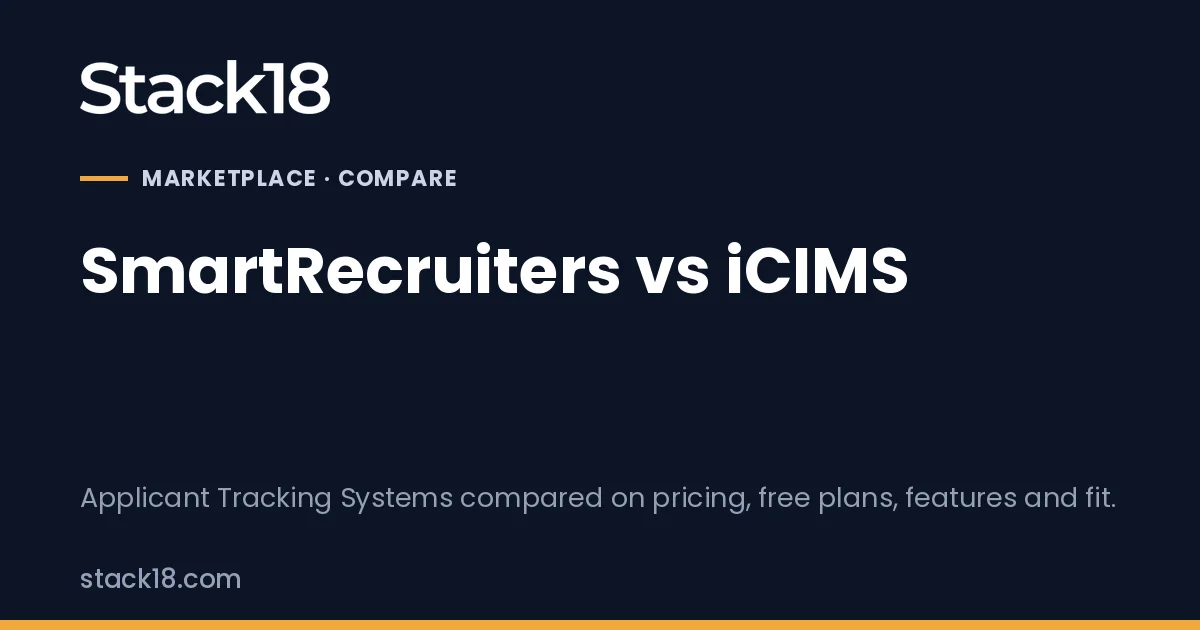 Stack18
MARKETPLACE · COMPARE
SmartRecruiters vs iCIMS
Applicant Tracking Systems compared on pricing, free plans, features and fit.
stack18.com